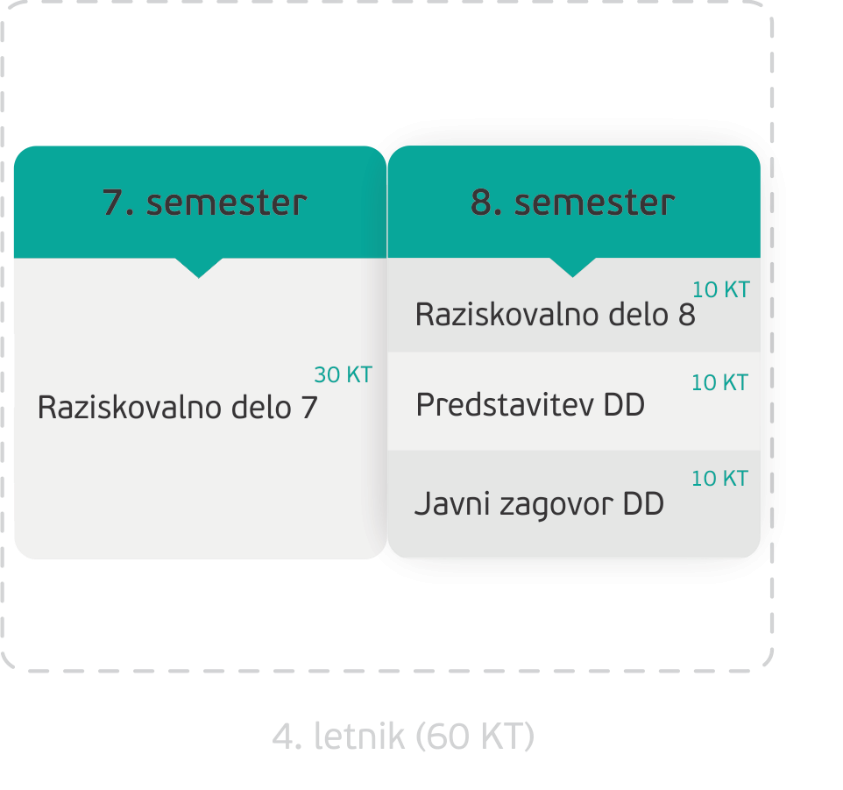 7. semester
30 KT
Raziskovalno delo 7
8. semester
10 KT
Raziskovalno delo 8
10 KT
Predstavitev DD
10 KT
Javni zagovor DD
4. letnik (60 KT)